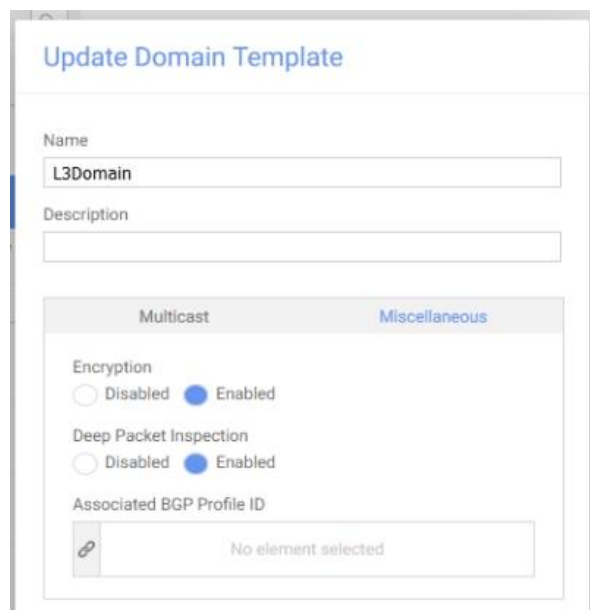 Update Domain Template
Name
L3Domain
Description
Multicast Miscellaneous
Encryption
Disabled Enabled
Deep Packet Inspection
Disabled Enabled
Associated BGP Profile ID
No element selected